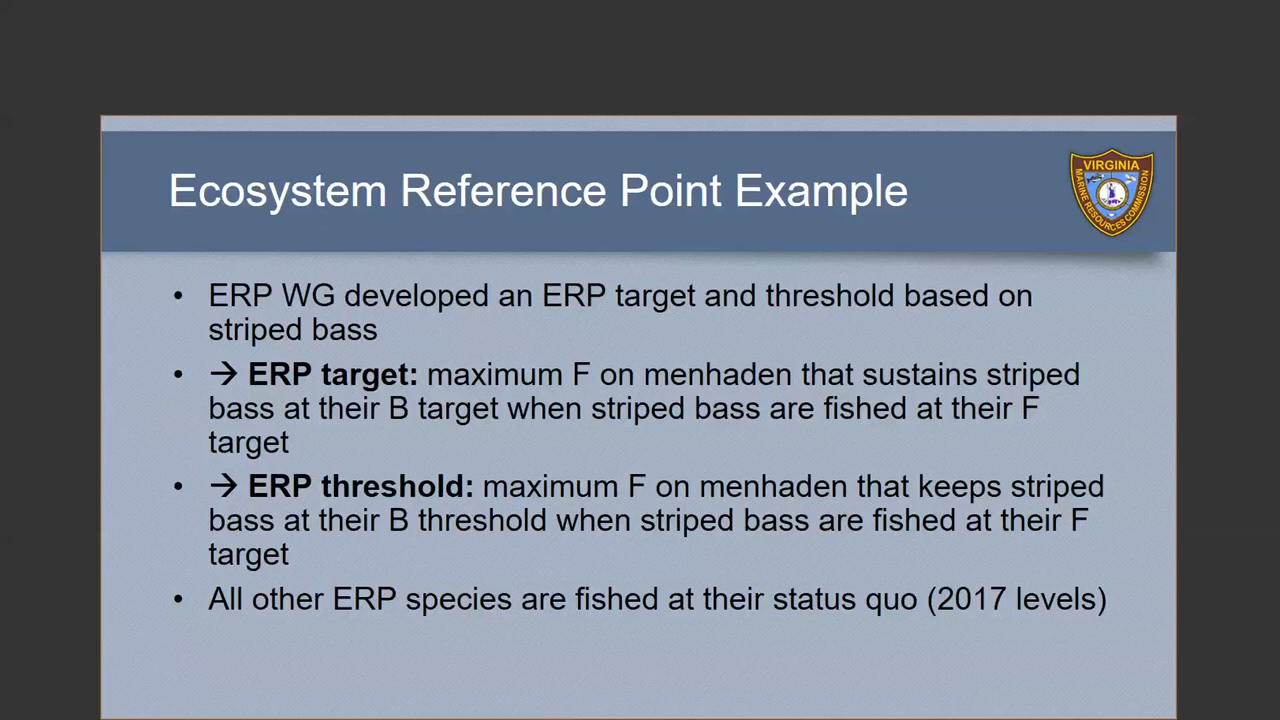 Ecosystem Reference Point Example
VIRGINIA
MARINE RESOURCES COMMISSION
• ERP WG developed an ERP target and threshold based on
striped bass
• → ERP target: maximum F on menhaden that sustains striped
bass at their B target when striped bass are fished at their F
target
• → ERP threshold: maximum F on menhaden that keeps striped
bass at their B threshold when striped bass are fished at their F
target
• All other ERP species are fished at their status quo (2017 levels)